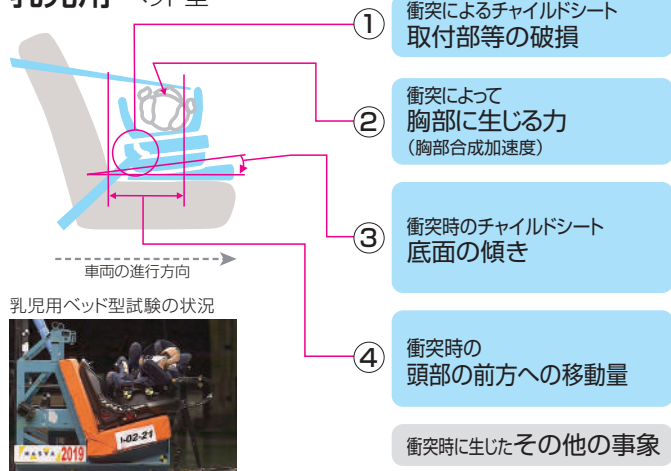 乳児用 ベッド型
①
衝突によるチャイルドシート
取付部等の破損
②
衝突によって
胸部に生じる力
（胸部合成加速度）
③
衝突時のチャイルドシート
底面の傾き
車両の進行方向
乳児用ベッド型試験の状況
④
衝突時の
頭部の前方への移動量
衝突時に生じたその他の事象
NASVA 2019
I-02-21